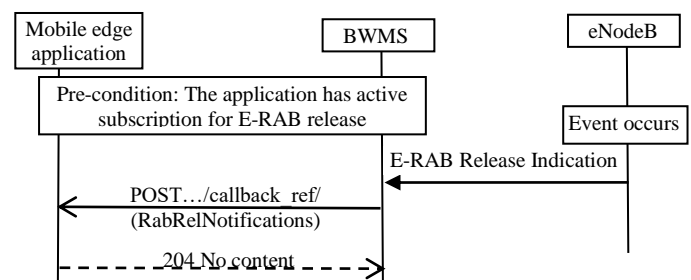 Mobile edge
application
BWMS
eNodeB
Pre-condition: The application has active
subscription for E-RAB release
Event occurs
E-RAB Release Indication
POST…/callback_ref/
(RabRelNotifications)
204 No content